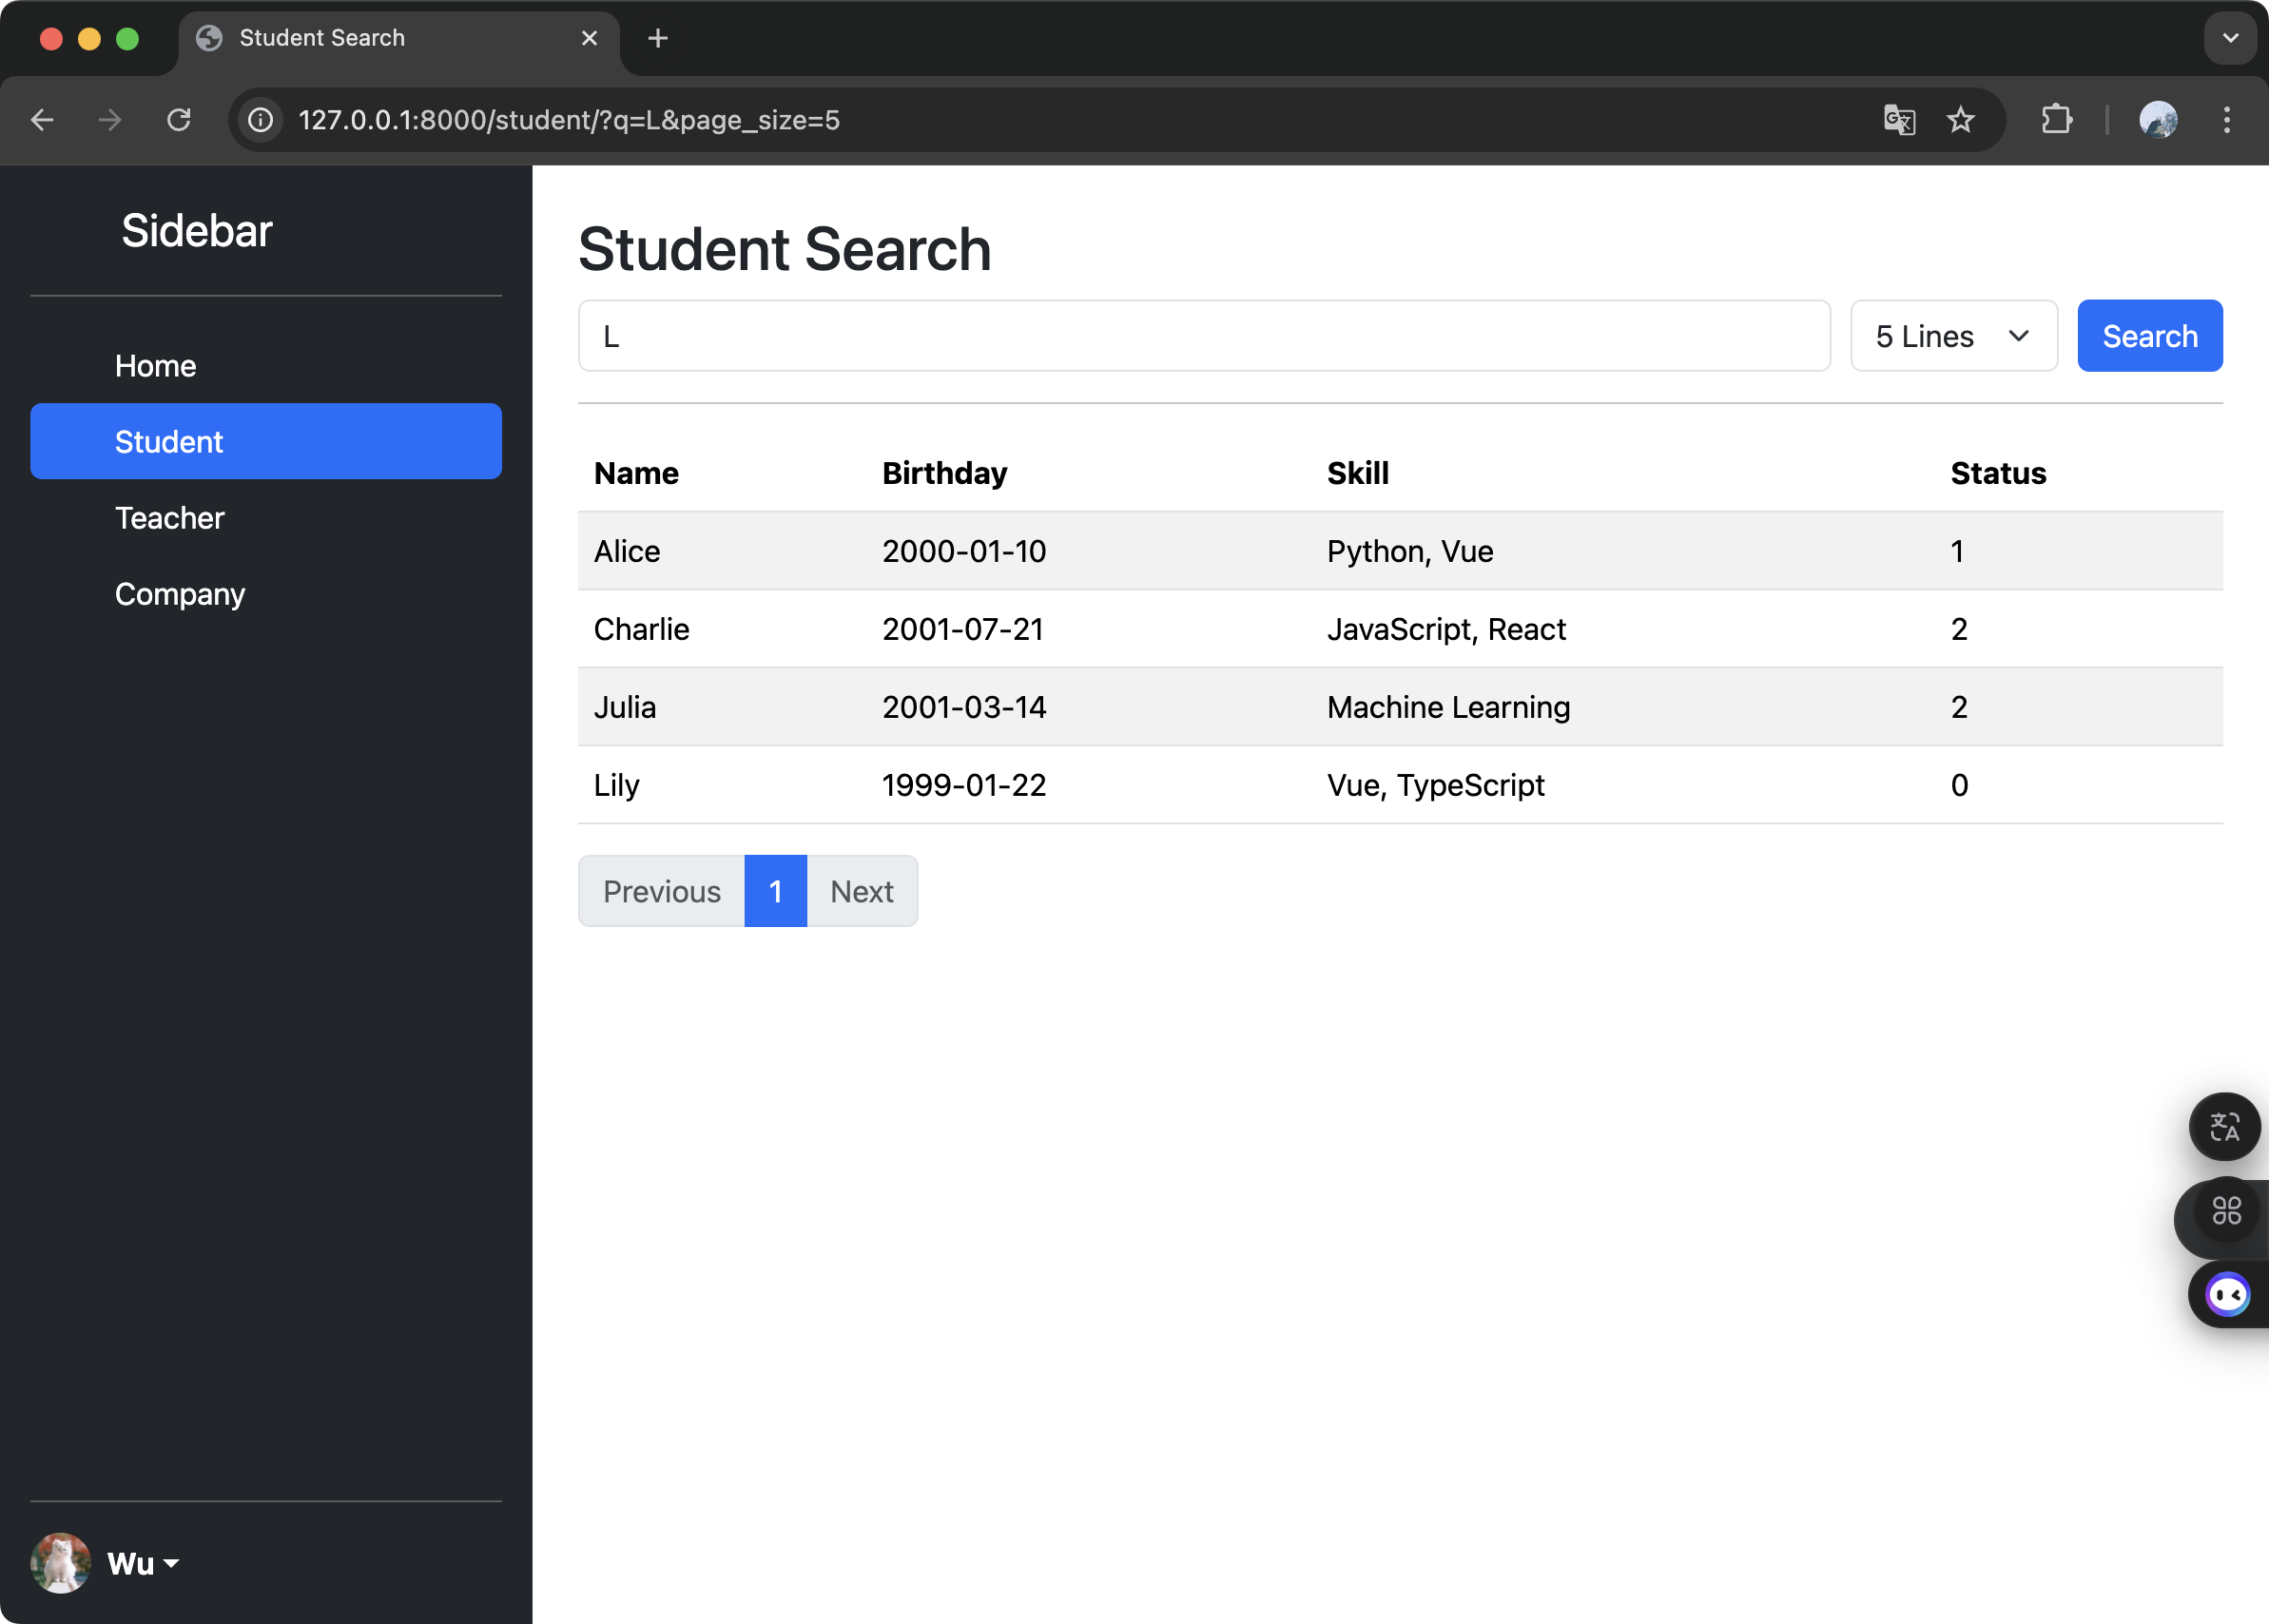 Student Search
127.0.0.1:8000/student/?q=L&page_size=5
Sidebar
Home
Student
Teacher
Company
Wu
Student Search
L
5 Lines
Search
Name Birthday Skill Status
Alice 2000-01-10 Python, Vue 1
Charlie 2001-07-21 JavaScript, React 2
Julia 2001-03-14 Machine Learning 2
Lily 1999-01-22 Vue, TypeScript 0
Previous 1 Next